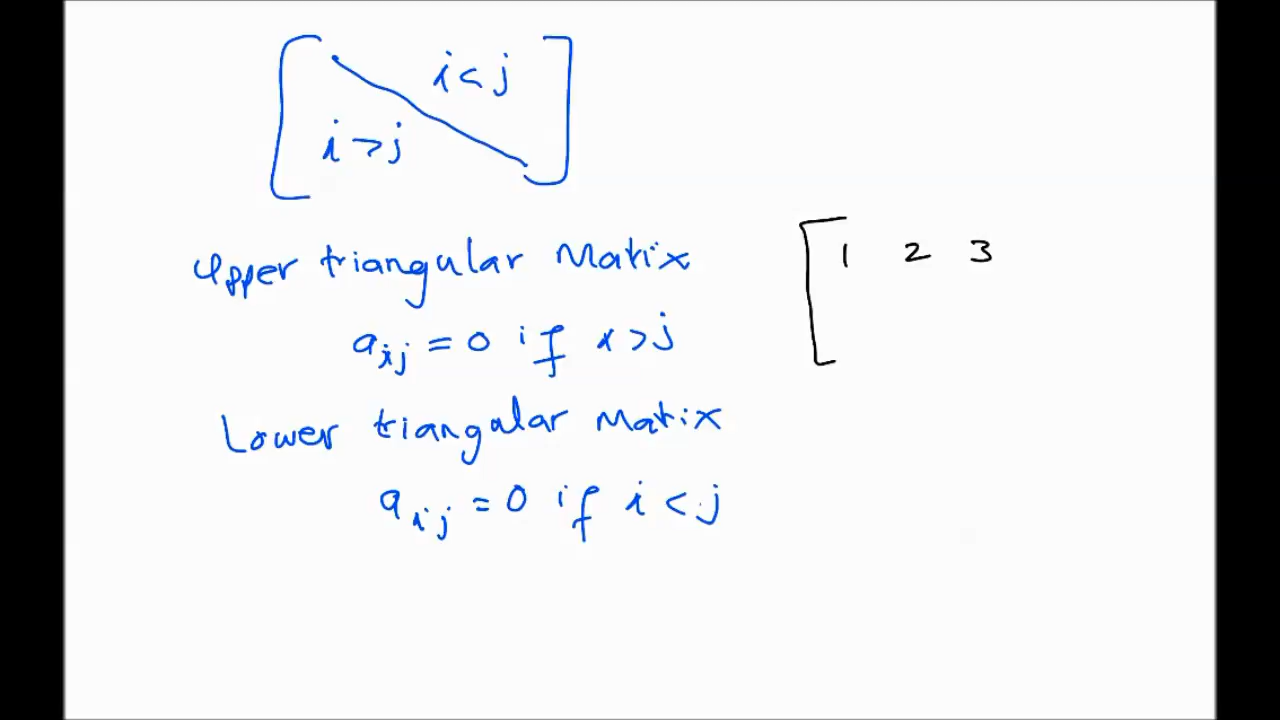 i < j
i > j
Upper triangular Matrix
1 2 3
aij = 0 if i > j
Lower triangular Matrix
aij = 0 if i < j